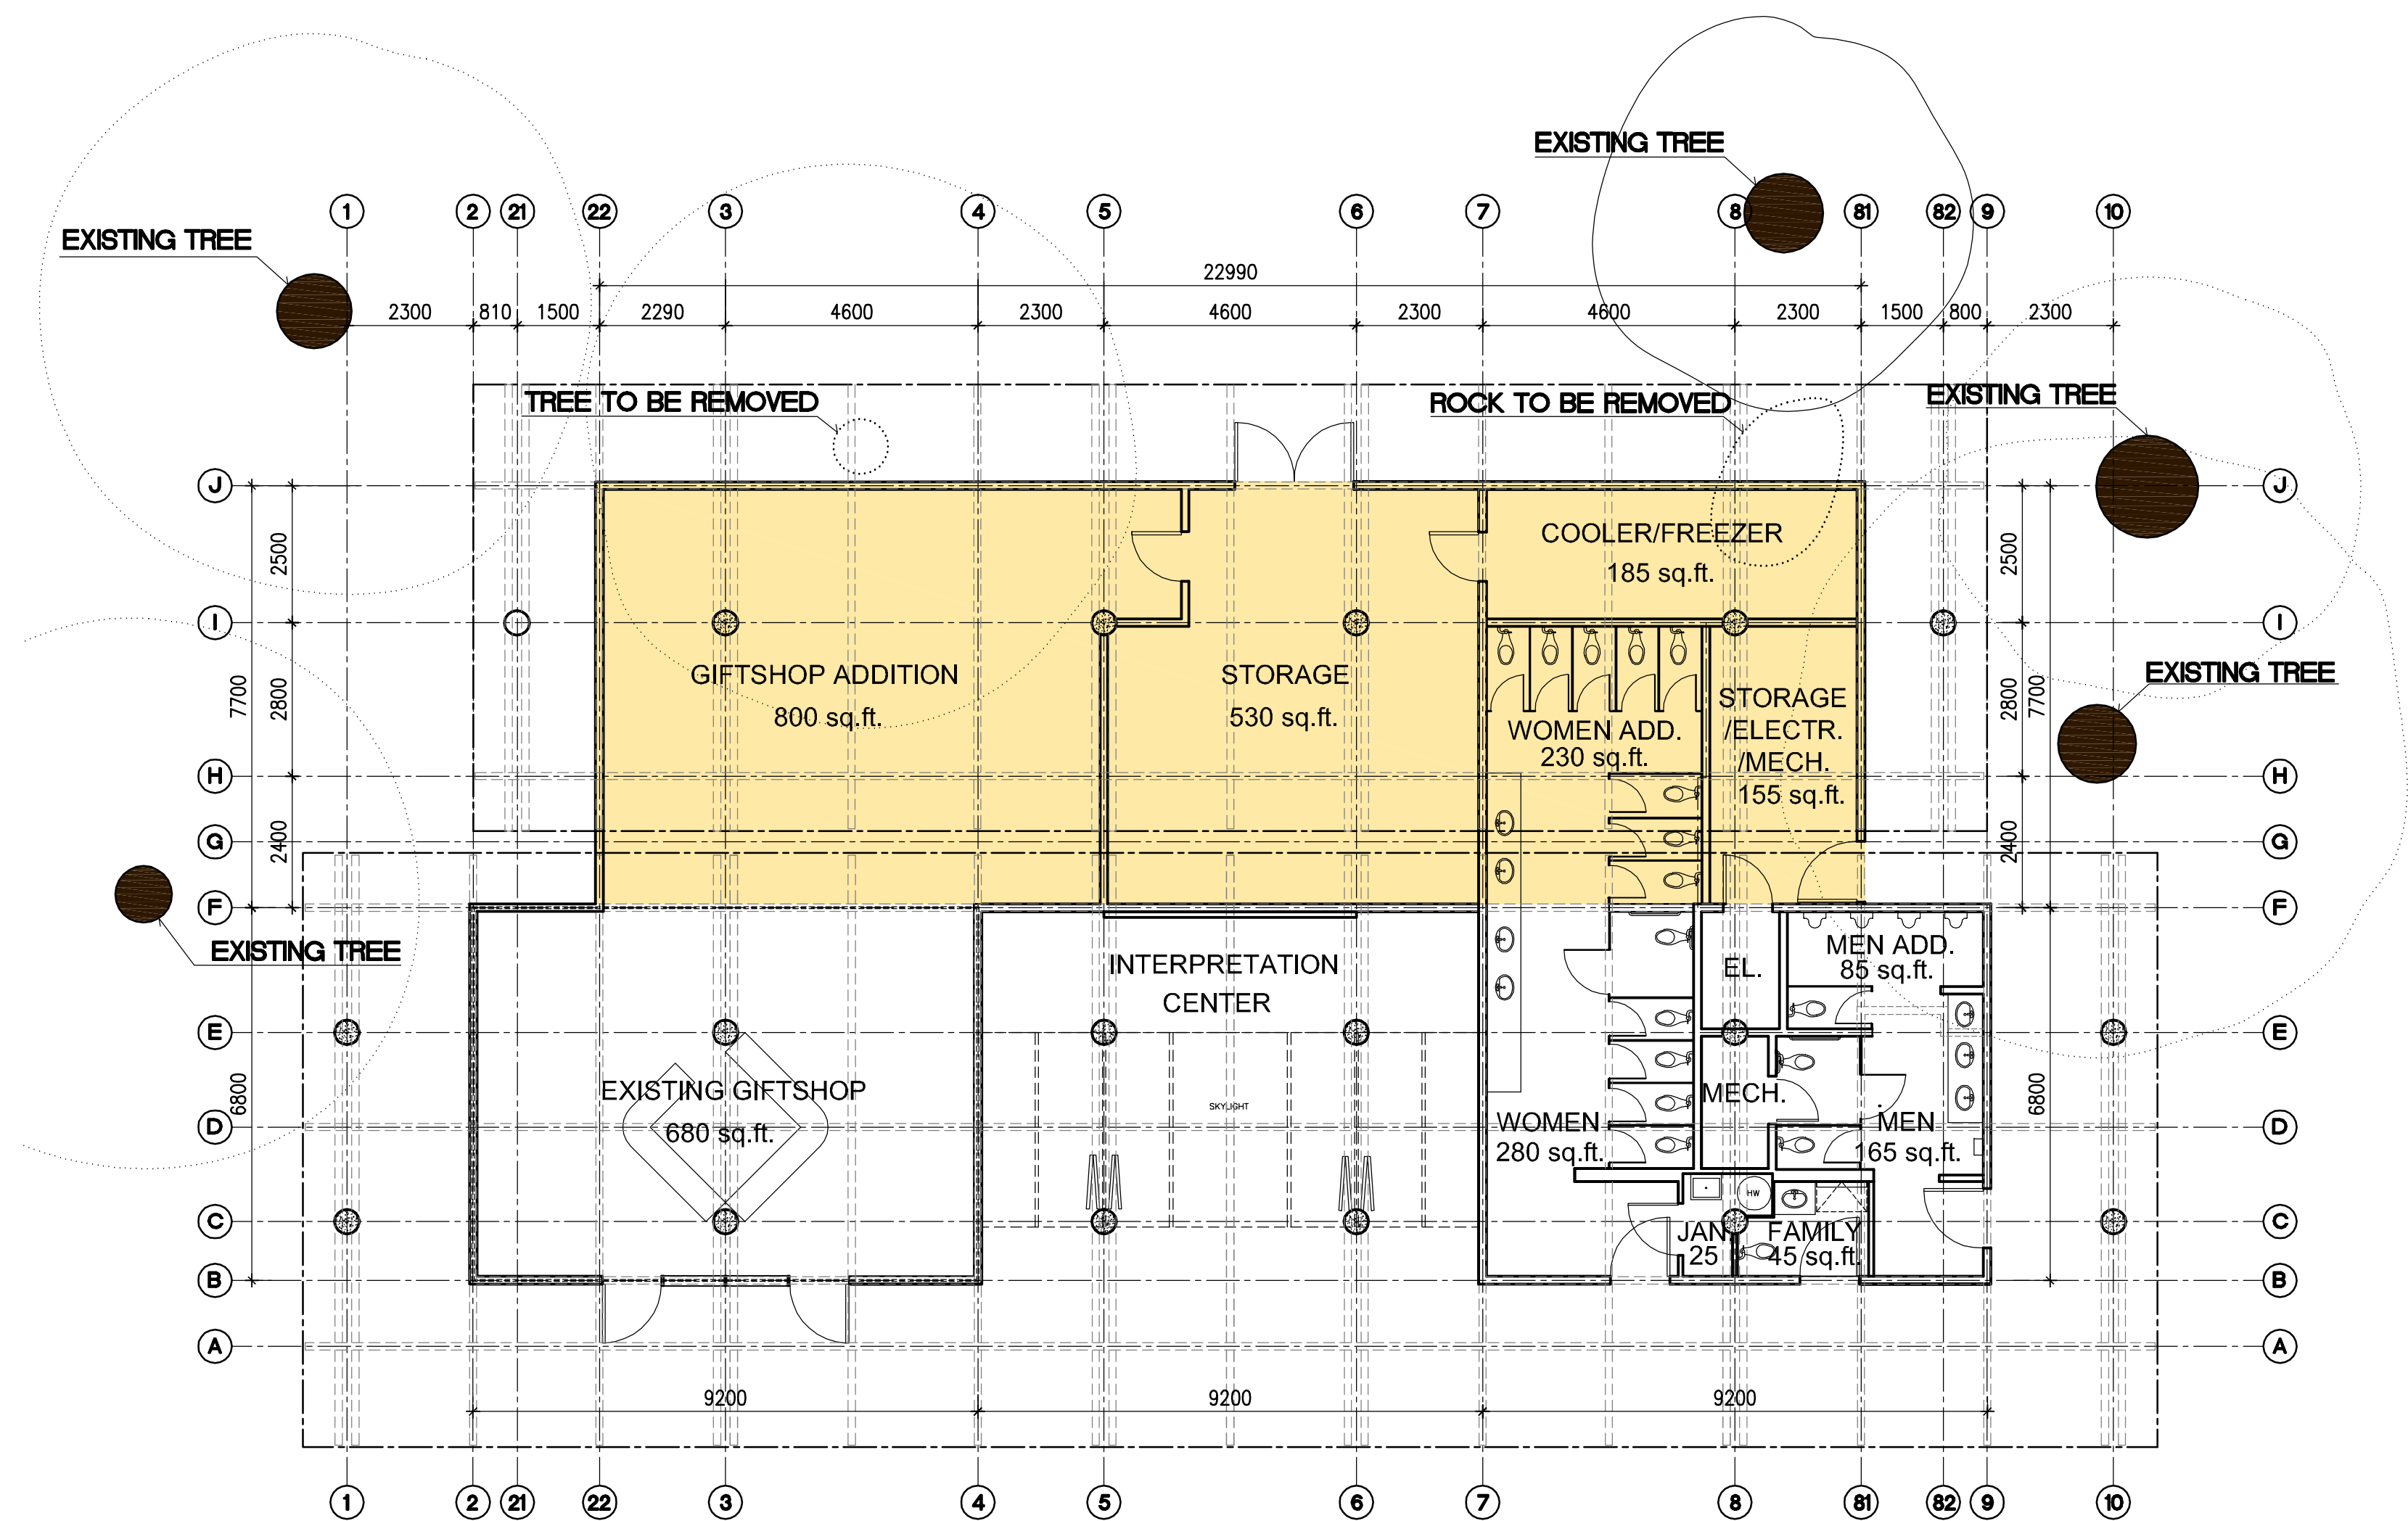 EXISTING TREE
1 2 21 22 3 4 5 6 7 8 81 82 9 10
EXISTING TREE
22990
2300 810 1500 2290 4600 2300 4600 2300 4600 2300 1500 800 2300
TREE TO BE REMOVED
ROCK TO BE REMOVED
EXISTING TREE
J J
2500 2500
COOLER/FREEZER
185 sq.ft.
I I
EXISTING TREE
GIFTSHOP ADDITION
800 sq.ft.
STORAGE
530 sq.ft.
STORAGE
/ELECTR.
/MECH.
155 sq.ft.
WOMEN ADD.
230 sq.ft.
7700 2800 2800 7700
H H
2400 2400
G G
F F
EXISTING TREE
INTERPRETATION
CENTER
EL.
MEN ADD.
85 sq.ft.
E E
6800 6800
EXISTING GIFTSHOP
680 sq.ft.
SKYLIGHT
MECH.
D D
WOMEN
280 sq.ft.
MEN
165 sq.ft.
HW
C C
JAN.
25
FAMILY
45 sq.ft.
B B
A A
9200 9200 9200
1 2 21 22 3 4 5 6 7 8 81 82 9 10